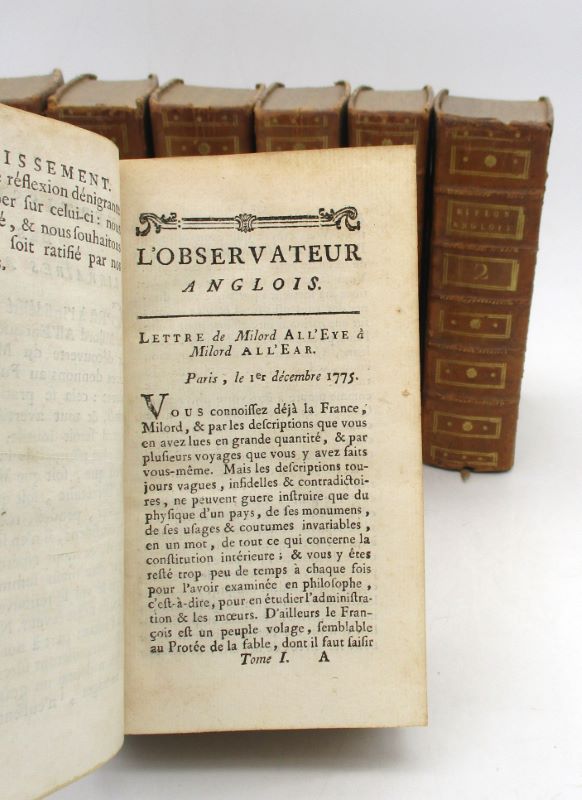 ISSEMENT.
réflexion dénigrante
per sur celui-ci: nous
é, & nous souhaitons
soit ratifié par nos
L'OBSERVATEUR
ANGLOIS.
LETTRE de Milord ALL'EYE à
Milord ALL'EAR.
Paris, le 1er décembre 1775.
VOUS connoiſſez déjà la France,
Milord, & par les deſcriptions que vous
en avez lues en grande quantité, & par
pluſieurs voyages que vous y avez faits
vous-même. Mais les deſcriptions tou-
jours vagues, infidelles & contradictoi-
res, ne peuvent guere inſtruire que du
phyſique d'un pays, de ſes monumens,
de ſes uſages & coutumes invariables,
en un mot, de tout ce qui concerne la
conſtitution intérieure; & vous y êtes
reſté trop peu de temps à chaque fois
pour l'avoir examinée en philoſophe,
c'eſt-à-dire, pour en étudier l'adminiſtra-
tion & les mœurs. D'ailleurs le Fran-
çois eſt un peuple volage, ſemblable
au Protée de la fable, dont il faut ſaiſir
Tome I. A
ANGLOIS
2